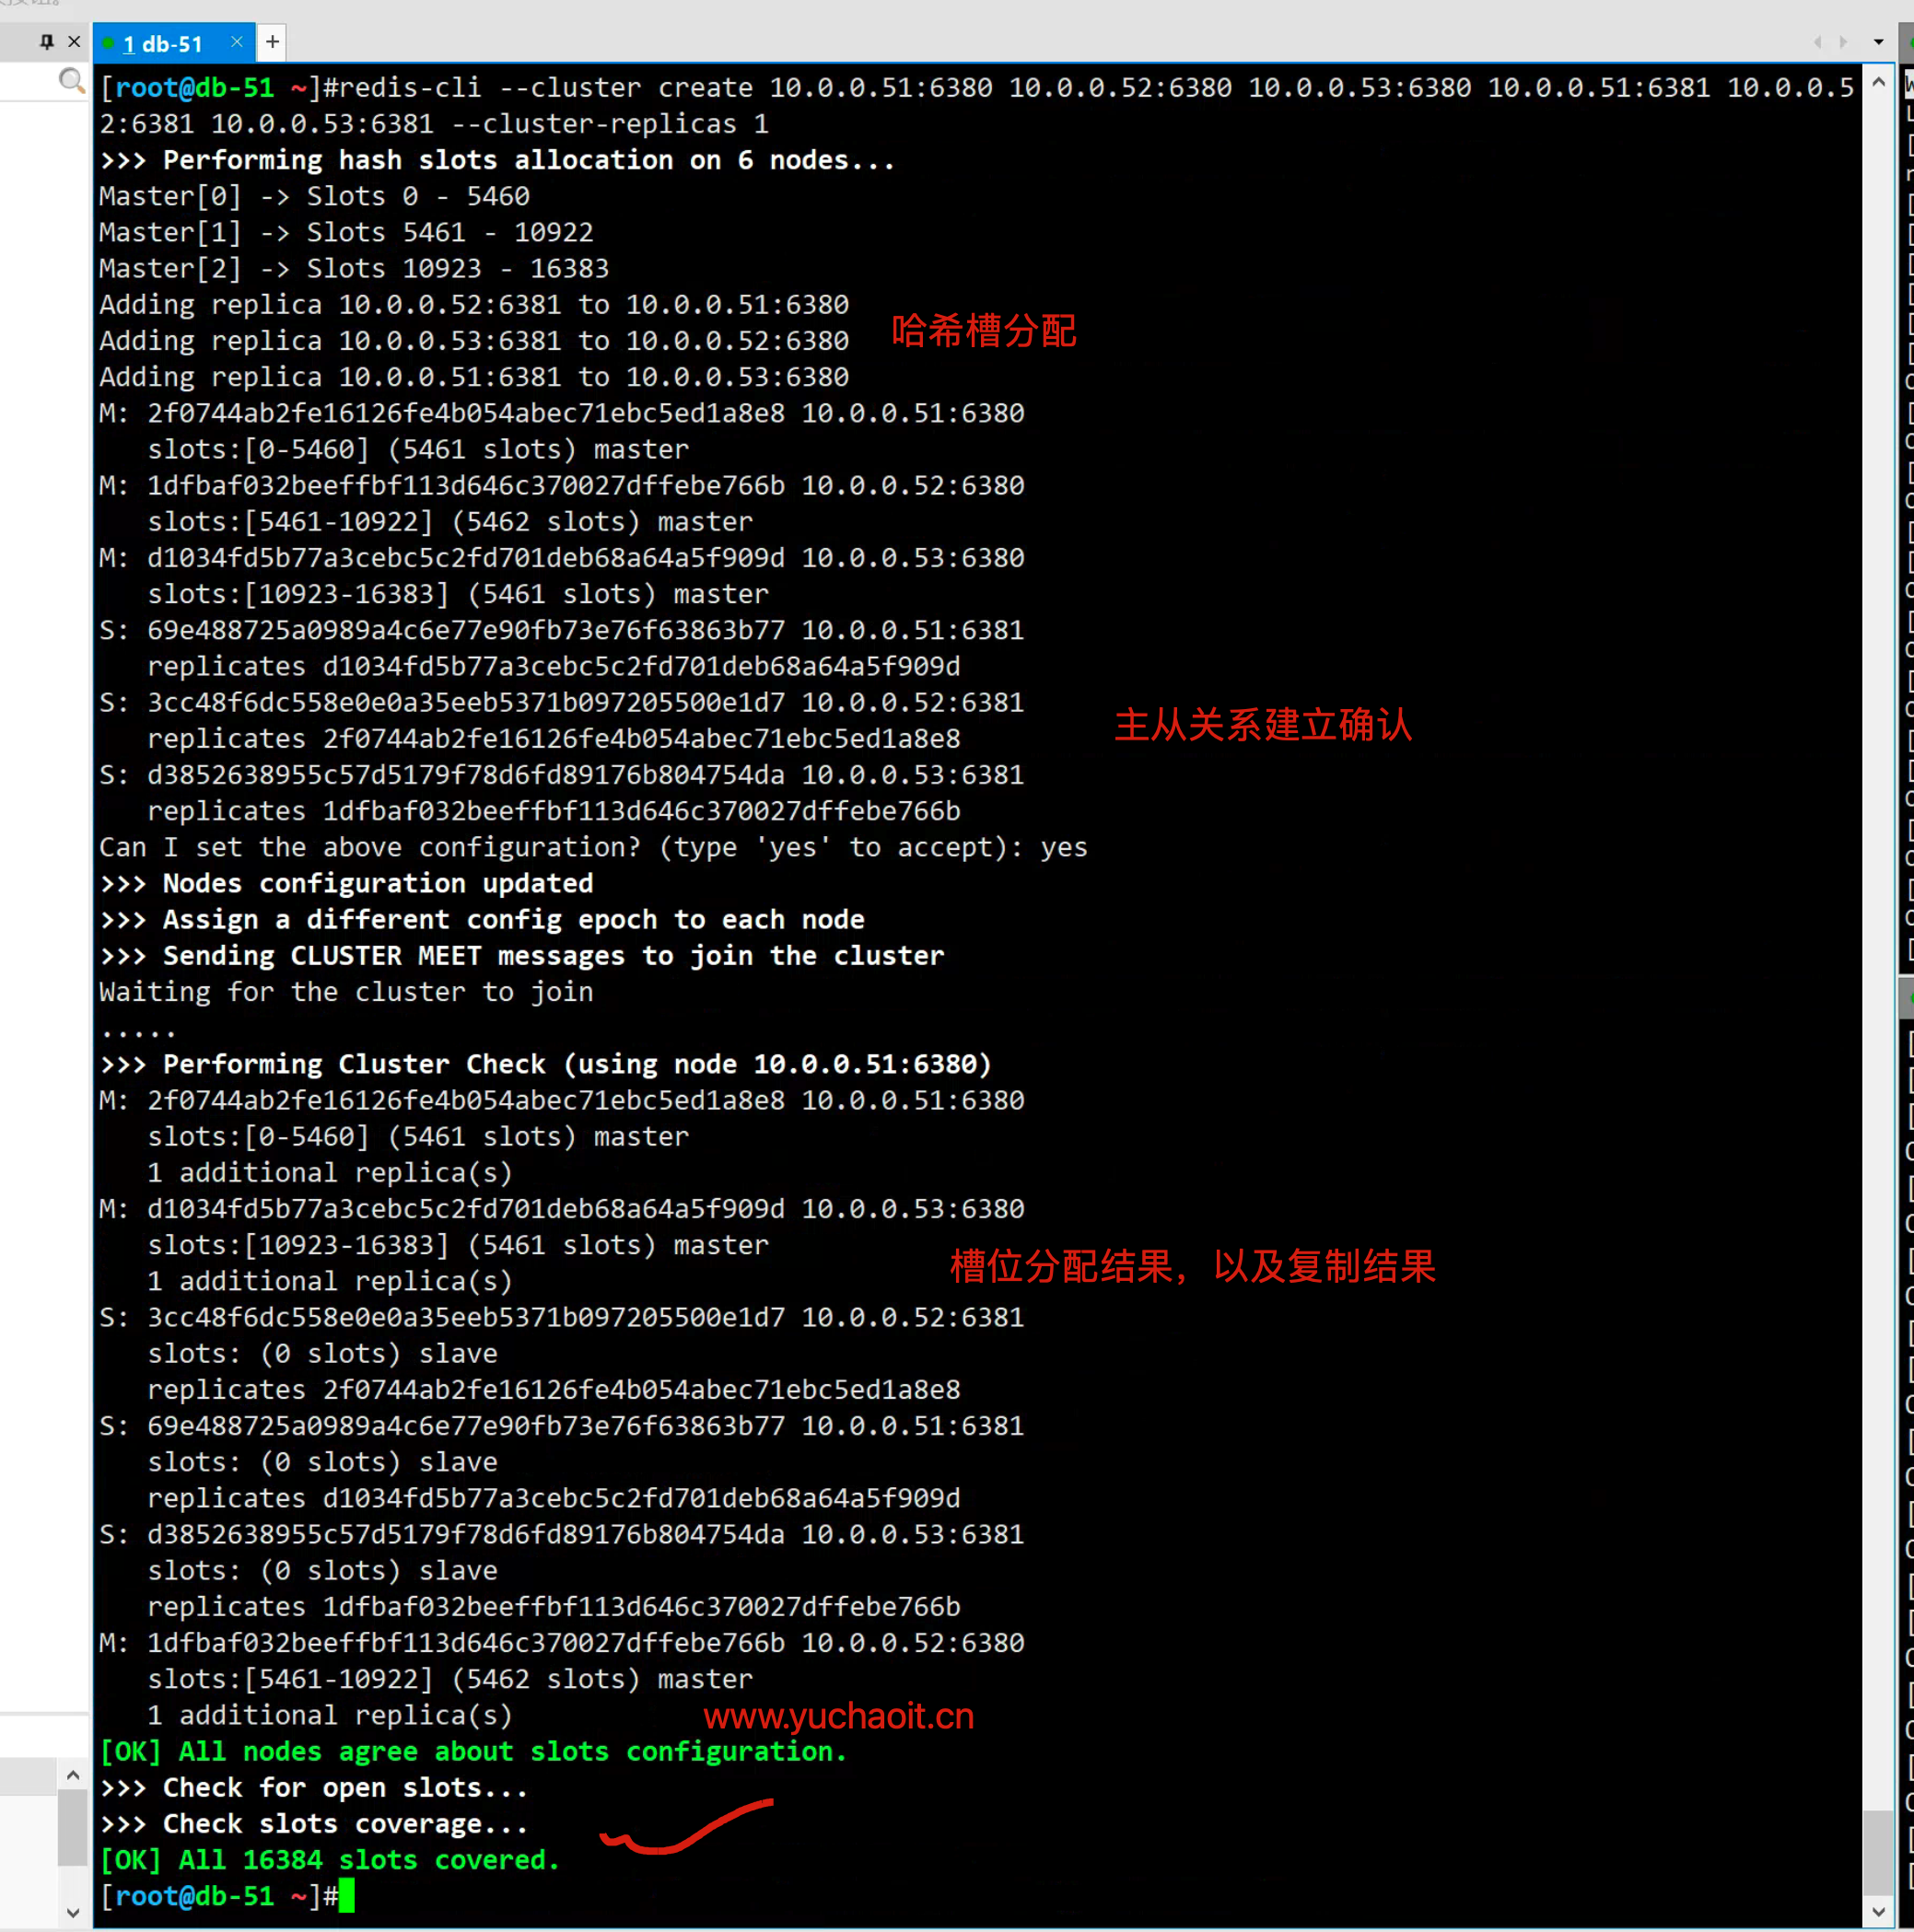 1 db-51
[root@db-51 ~]#redis-cli --cluster create 10.0.0.51:6380 10.0.0.52:6380 10.0.0.53:6380 10.0.0.51:6381 10.0.0.5
2:6381 10.0.0.53:6381 --cluster-replicas 1
>>> Performing hash slots allocation on 6 nodes...
Master[0] -> Slots 0 - 5460
Master[1] -> Slots 5461 - 10922
Master[2] -> Slots 10923 - 16383
Adding replica 10.0.0.52:6381 to 10.0.0.51:6380
哈希槽分配
Adding replica 10.0.0.53:6381 to 10.0.0.52:6380
Adding replica 10.0.0.51:6381 to 10.0.0.53:6380
M: 2f0744ab2fe16126fe4b054abec71ebc5ed1a8e8 10.0.0.51:6380
slots:[0-5460] (5461 slots) master
M: 1dfbaf032beeffbf113d646c370027dffebe766b 10.0.0.52:6380
slots:[5461-10922] (5462 slots) master
M: d1034fd5b77a3cebc5c2fd701deb68a64a5f909d 10.0.0.53:6380
slots:[10923-16383] (5461 slots) master
S: 69e488725a0989a4c6e77e90fb73e76f63863b77 10.0.0.51:6381
replicates d1034fd5b77a3cebc5c2fd701deb68a64a5f909d
S: 3cc48f6dc558e0e0a35eeb5371b097205500e1d7 10.0.0.52:6381
主从关系建立确认
replicates 2f0744ab2fe16126fe4b054abec71ebc5ed1a8e8
S: d3852638955c57d5179f78d6fd89176b804754da 10.0.0.53:6381
replicates 1dfbaf032beeffbf113d646c370027dffebe766b
Can I set the above configuration? (type 'yes' to accept): yes
>>> Nodes configuration updated
>>> Assign a different config epoch to each node
>>> Sending CLUSTER MEET messages to join the cluster
Waiting for the cluster to join
.....
>>> Performing Cluster Check (using node 10.0.0.51:6380)
M: 2f0744ab2fe16126fe4b054abec71ebc5ed1a8e8 10.0.0.51:6380
slots:[0-5460] (5461 slots) master
1 additional replica(s)
M: d1034fd5b77a3cebc5c2fd701deb68a64a5f909d 10.0.0.53:6380
slots:[10923-16383] (5461 slots) master
槽位分配结果，以及复制结果
1 additional replica(s)
S: 3cc48f6dc558e0e0a35eeb5371b097205500e1d7 10.0.0.52:6381
slots: (0 slots) slave
replicates 2f0744ab2fe16126fe4b054abec71ebc5ed1a8e8
S: 69e488725a0989a4c6e77e90fb73e76f63863b77 10.0.0.51:6381
slots: (0 slots) slave
replicates d1034fd5b77a3cebc5c2fd701deb68a64a5f909d
S: d3852638955c57d5179f78d6fd89176b804754da 10.0.0.53:6381
slots: (0 slots) slave
replicates 1dfbaf032beeffbf113d646c370027dffebe766b
M: 1dfbaf032beeffbf113d646c370027dffebe766b 10.0.0.52:6380
slots:[5461-10922] (5462 slots) master
1 additional replica(s)
www.yuchaoit.cn
[OK] All nodes agree about slots configuration.
>>> Check for open slots...
>>> Check slots coverage...
[OK] All 16384 slots covered.
[root@db-51 ~]#